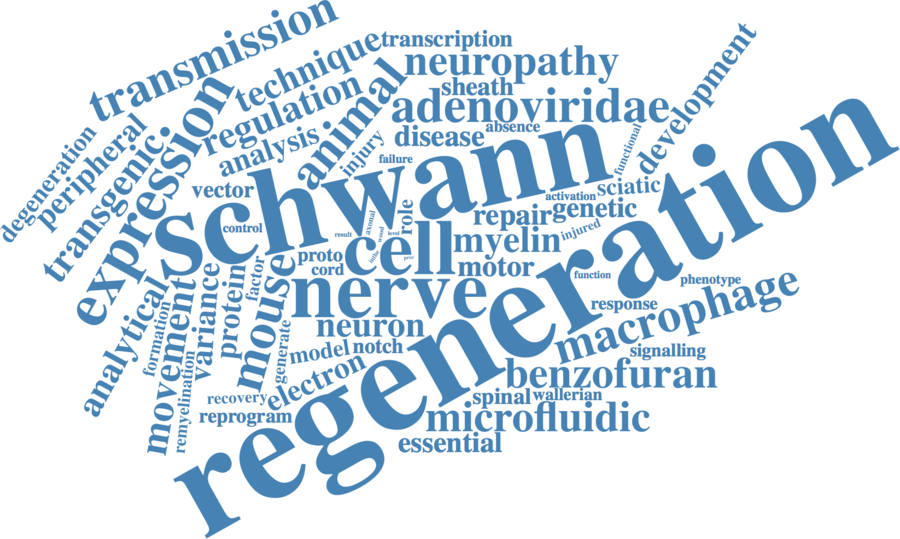 transmission
technique
transcription
neuropathy
sheath
adenoviridae
development
regulation
animal
degeneration
peripheral
transgenic
expression
analysis
injury
disease
absence
functional
failure
Schwann
vector
control
activation
sciatic
role
axonal
repair
genetic
injured
result
level
cell
myelin
proto
cord
motor
function
phenotype
analytical
movement
formation
variance
protein
factor
mouse
nerve
regeneration
response
macrophage
neuron
model
notch
generate
signalling
remyelination
electron
benzofuran
recovery
reprogram
spinal
wallerian
microfluidic
essential